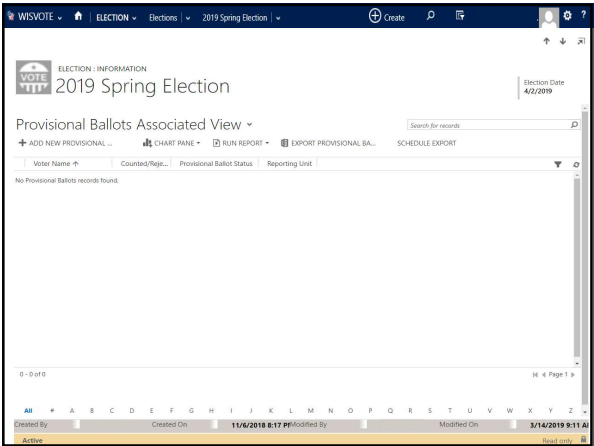 WISVOTE ELECTION Elections 2019 Spring Election Create ?
VOTE
ELECTION : INFORMATION
2019 Spring Election
Election Date
4/2/2019
Provisional Ballots Associated View
Search for records
ADD NEW PROVISIONAL ... CHART PANE RUN REPORT EXPORT PROVISIONAL BA... SCHEDULE EXPORT
Voter Name Counted/Reje... Provisional Ballot Status Reporting Unit
No Provisional Ballots records found.
0 - 0 of 0 Page 1
All # A B C D E F G H I J K L M N O P Q R S T U V W X Y Z
Created By Created On 11/6/2018 8:17 PM Modified By Modified On 3/14/2019 9:11 AM
Active Read only